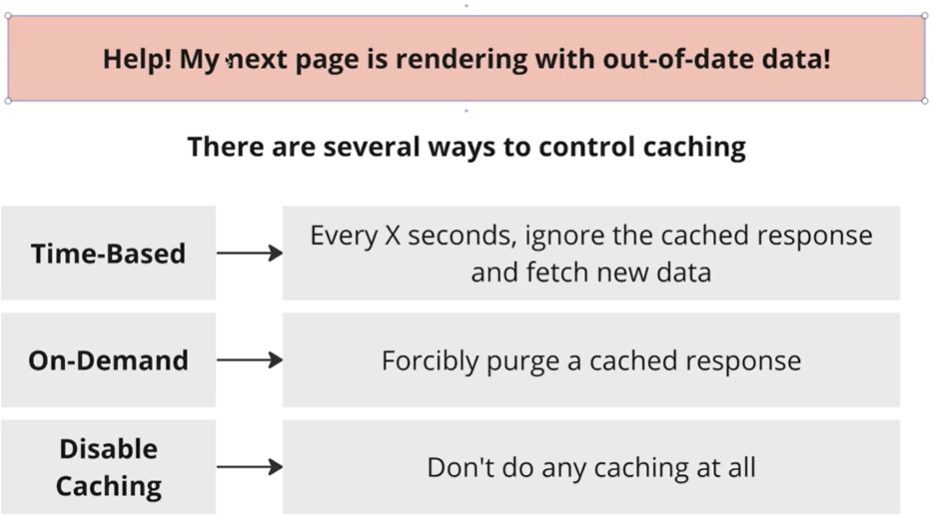 Help! My next page is rendering with out-of-date data!
There are several ways to control caching
Time-Based
Every X seconds, ignore the cached response
and fetch new data
On-Demand
Forcibly purge a cached response
Disable
Caching
Don't do any caching at all